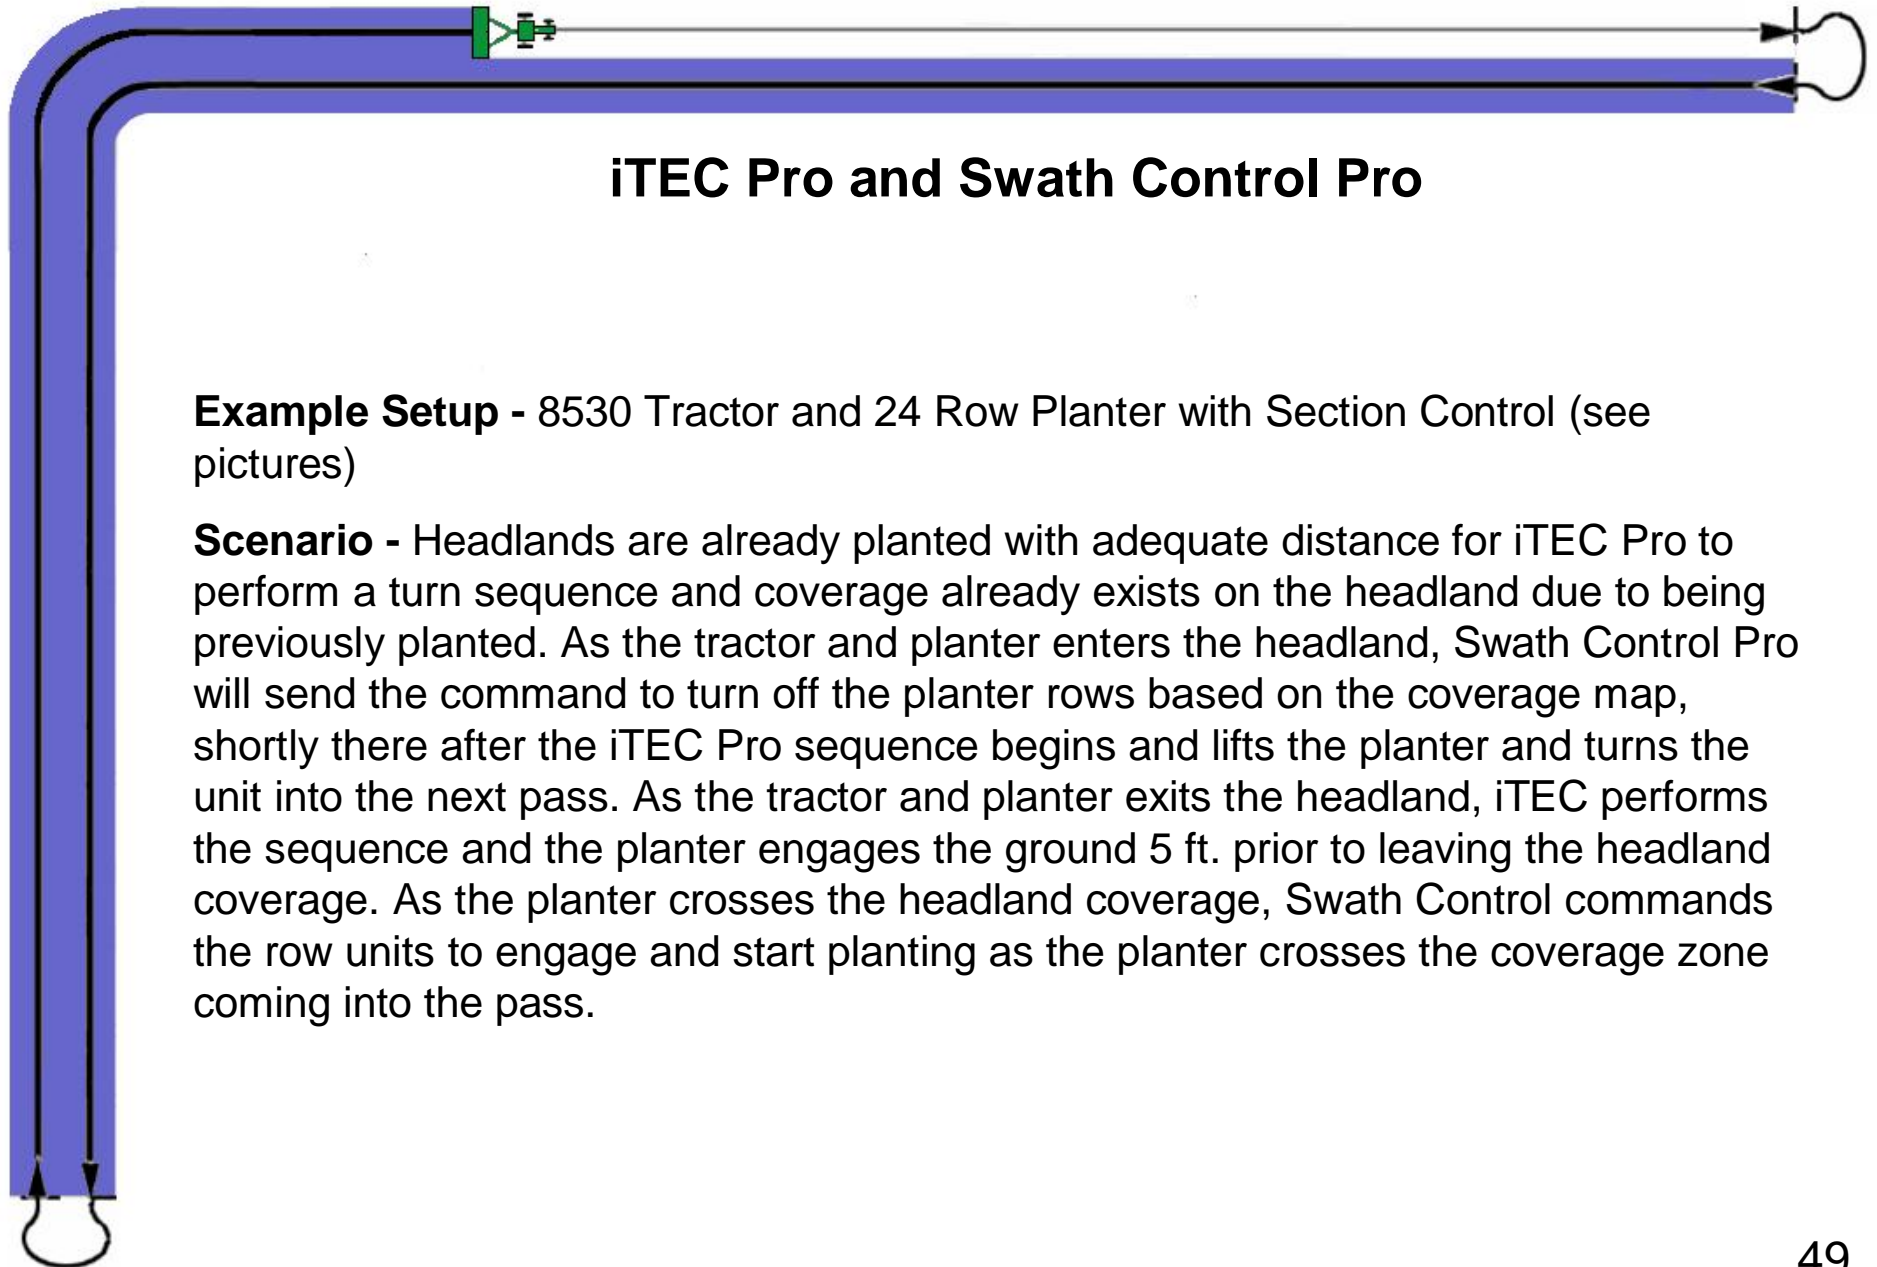 iTEC Pro and Swath Control Pro
Example Setup - 8530 Tractor and 24 Row Planter with Section Control (see
pictures)
Scenario - Headlands are already planted with adequate distance for iTEC Pro to
perform a turn sequence and coverage already exists on the headland due to being
previously planted. As the tractor and planter enters the headland, Swath Control Pro
will send the command to turn off the planter rows based on the coverage map,
shortly there after the iTEC Pro sequence begins and lifts the planter and turns the
unit into the next pass. As the tractor and planter exits the headland, iTEC performs
the sequence and the planter engages the ground 5 ft. prior to leaving the headland
coverage. As the planter crosses the headland coverage, Swath Control commands
the row units to engage and start planting as the planter crosses the coverage zone
coming into the pass.
49